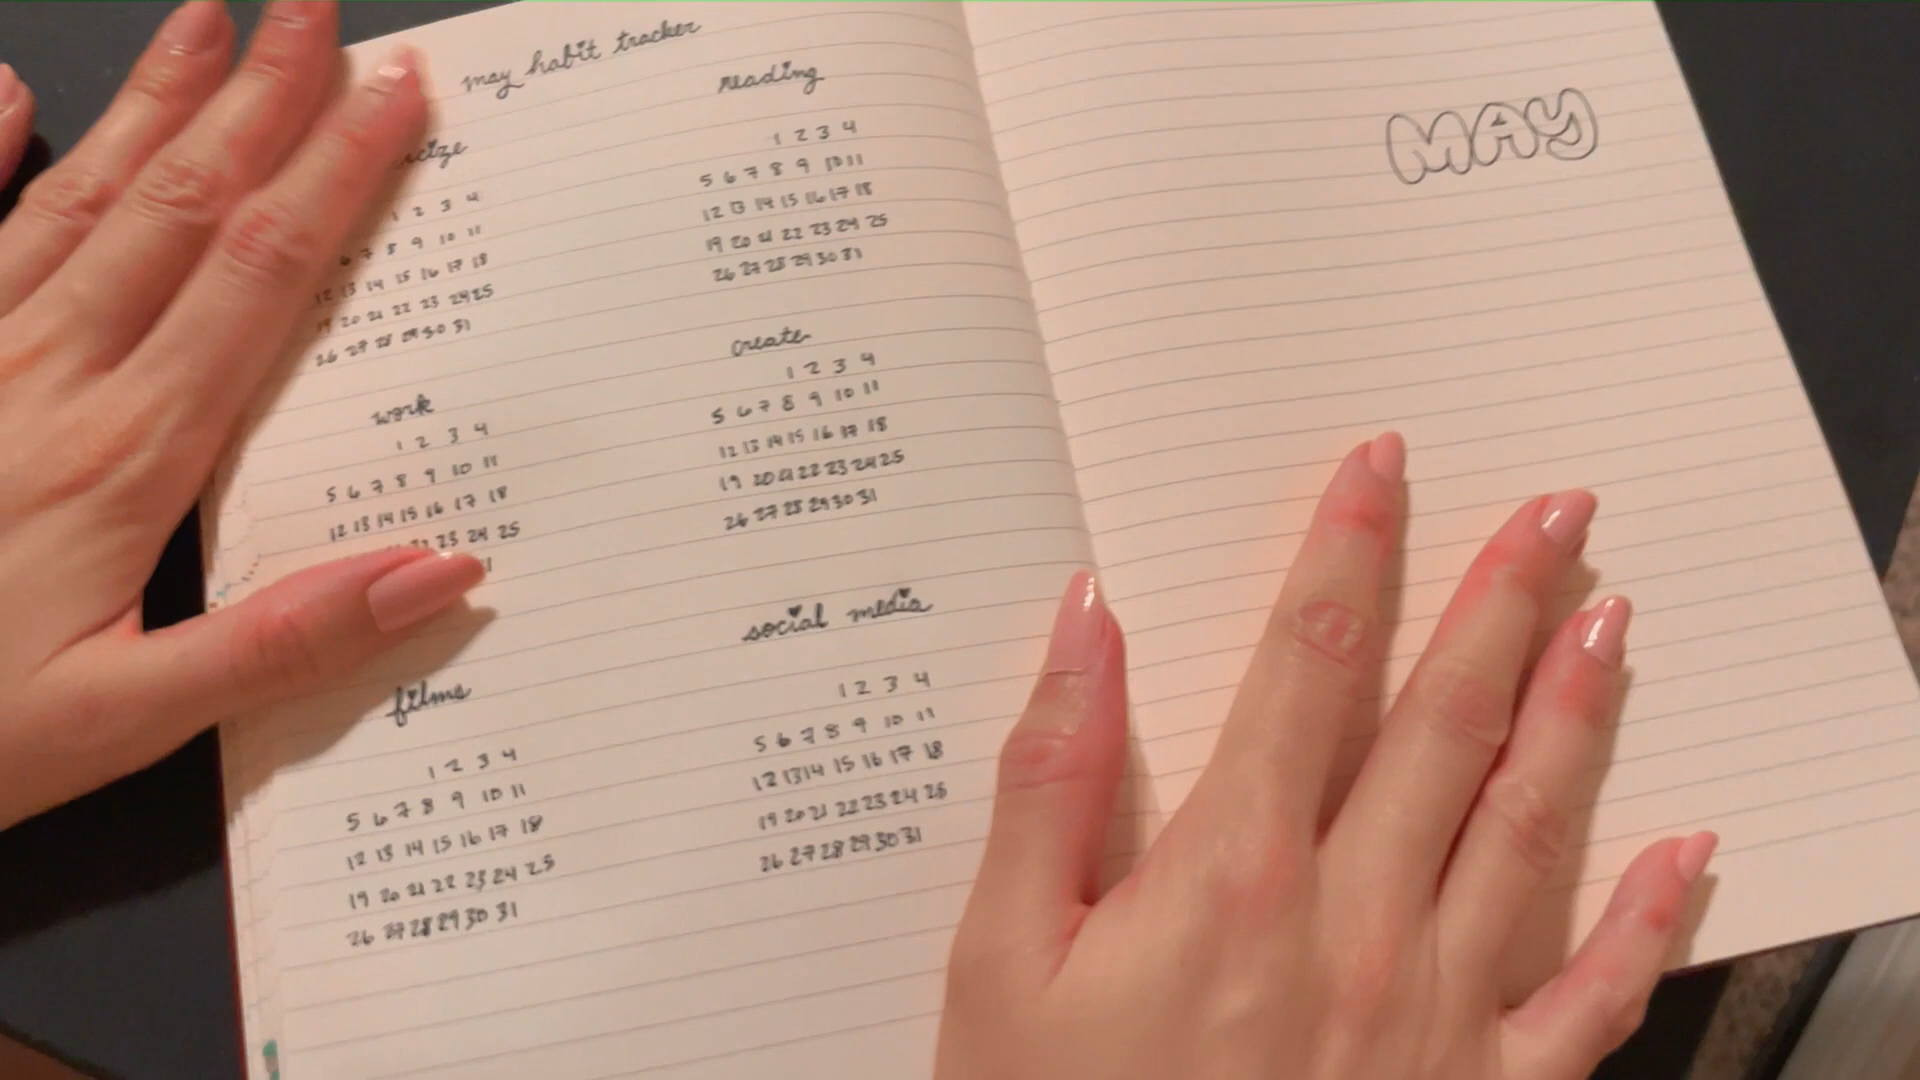 may habit tracker
reading
1 2 3 4
5 6 7 8 9 10 11
12 13 14 15 16 17 18
19 20 21 22 23 24 25
26 27 28 29 30 31
1 2 3 4
6 7 8 9 10 11
12 13 14 15 16 17 18
19 20 21 22 23 24 25
26 27 28 29 30 31
work
1 2 3 4
5 6 7 8 9 10 11
12 13 14 15 16 17 18
23 24 25
create
1 2 3 4
5 6 7 8 9 10 11
12 13 14 15 16 17 18
19 20 21 22 23 24 25
26 27 28 29 30 31
films
1 2 3 4
5 6 7 8 9 10 11
12 13 14 15 16 17 18
19 20 21 22 23 24 25
26 27 28 29 30 31
social media
1 2 3 4
5 6 7 8 9 10 11
12 13 14 15 16 17 18
19 20 21 22 23 24 25
26 27 28 29 30 31
MAY